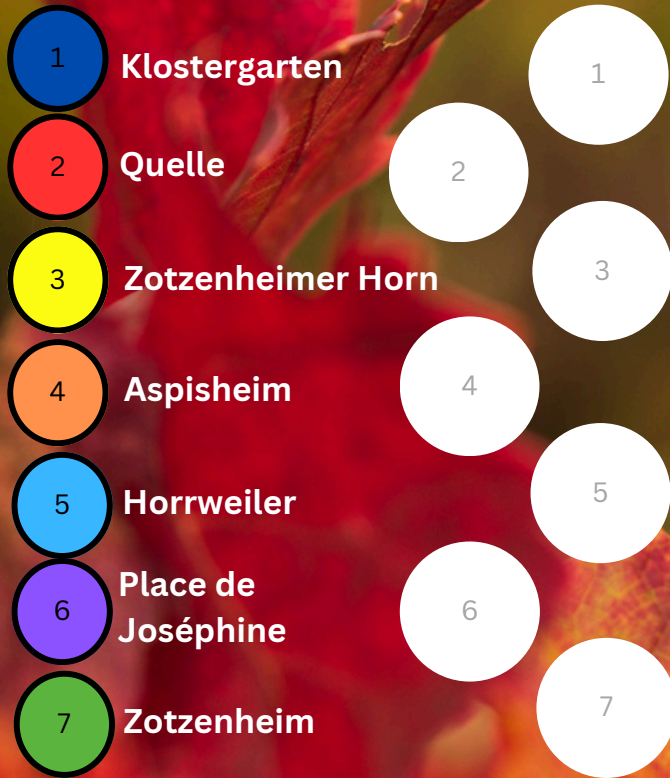 1 Klostergarten 1
2 Quelle 2
3 Zotzenheimer Horn 3
4 Aspisheim 4
5 Horrweiler 5
6 Place de
Joséphine 6
7 Zotzenheim 7